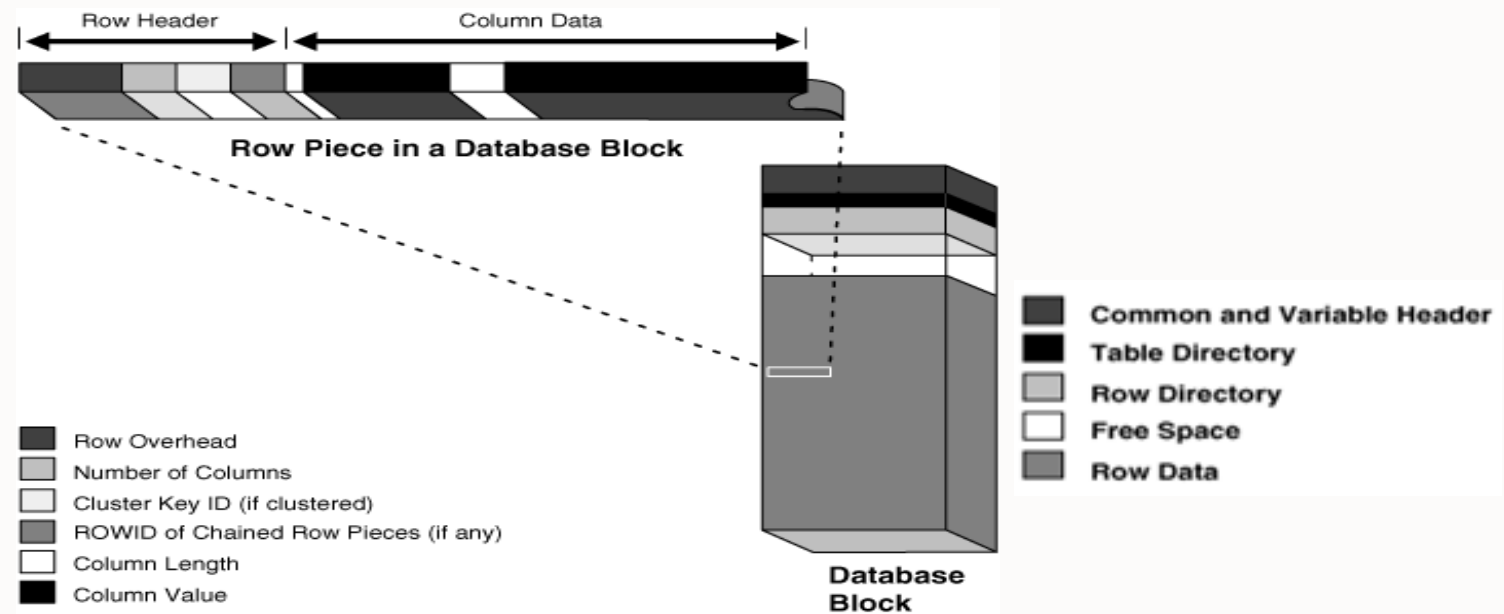 Row Header
Column Data
Row Piece in a Database Block
Common and Variable Header
Table Directory
Row Directory
Free Space
Row Data
Row Overhead
Number of Columns
Cluster Key ID (if clustered)
ROWID of Chained Row Pieces (if any)
Column Length
Column Value
Database
Block